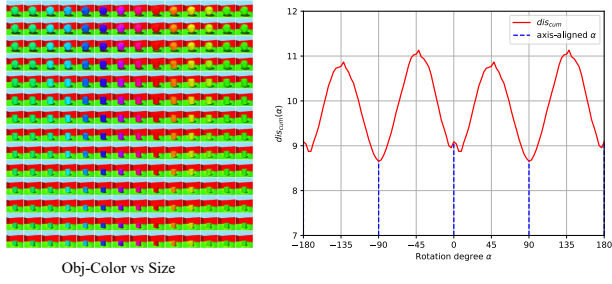 Obj-Color vs Size
12
11
10
9
8
7
dis_cum(α)
dis_cum
axis-aligned α
−180 −135 −90 −45 0 45 90 135 180
Rotation degree α